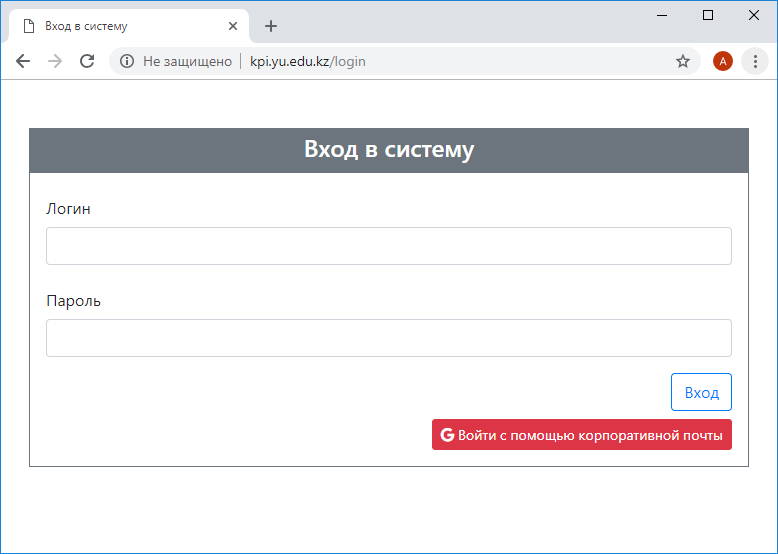 Вход в систему
Не защищено | kpi.yu.edu.kz/login
A
Вход в систему
Логин
Пароль
Вход
G Войти с помощью корпоративной почты